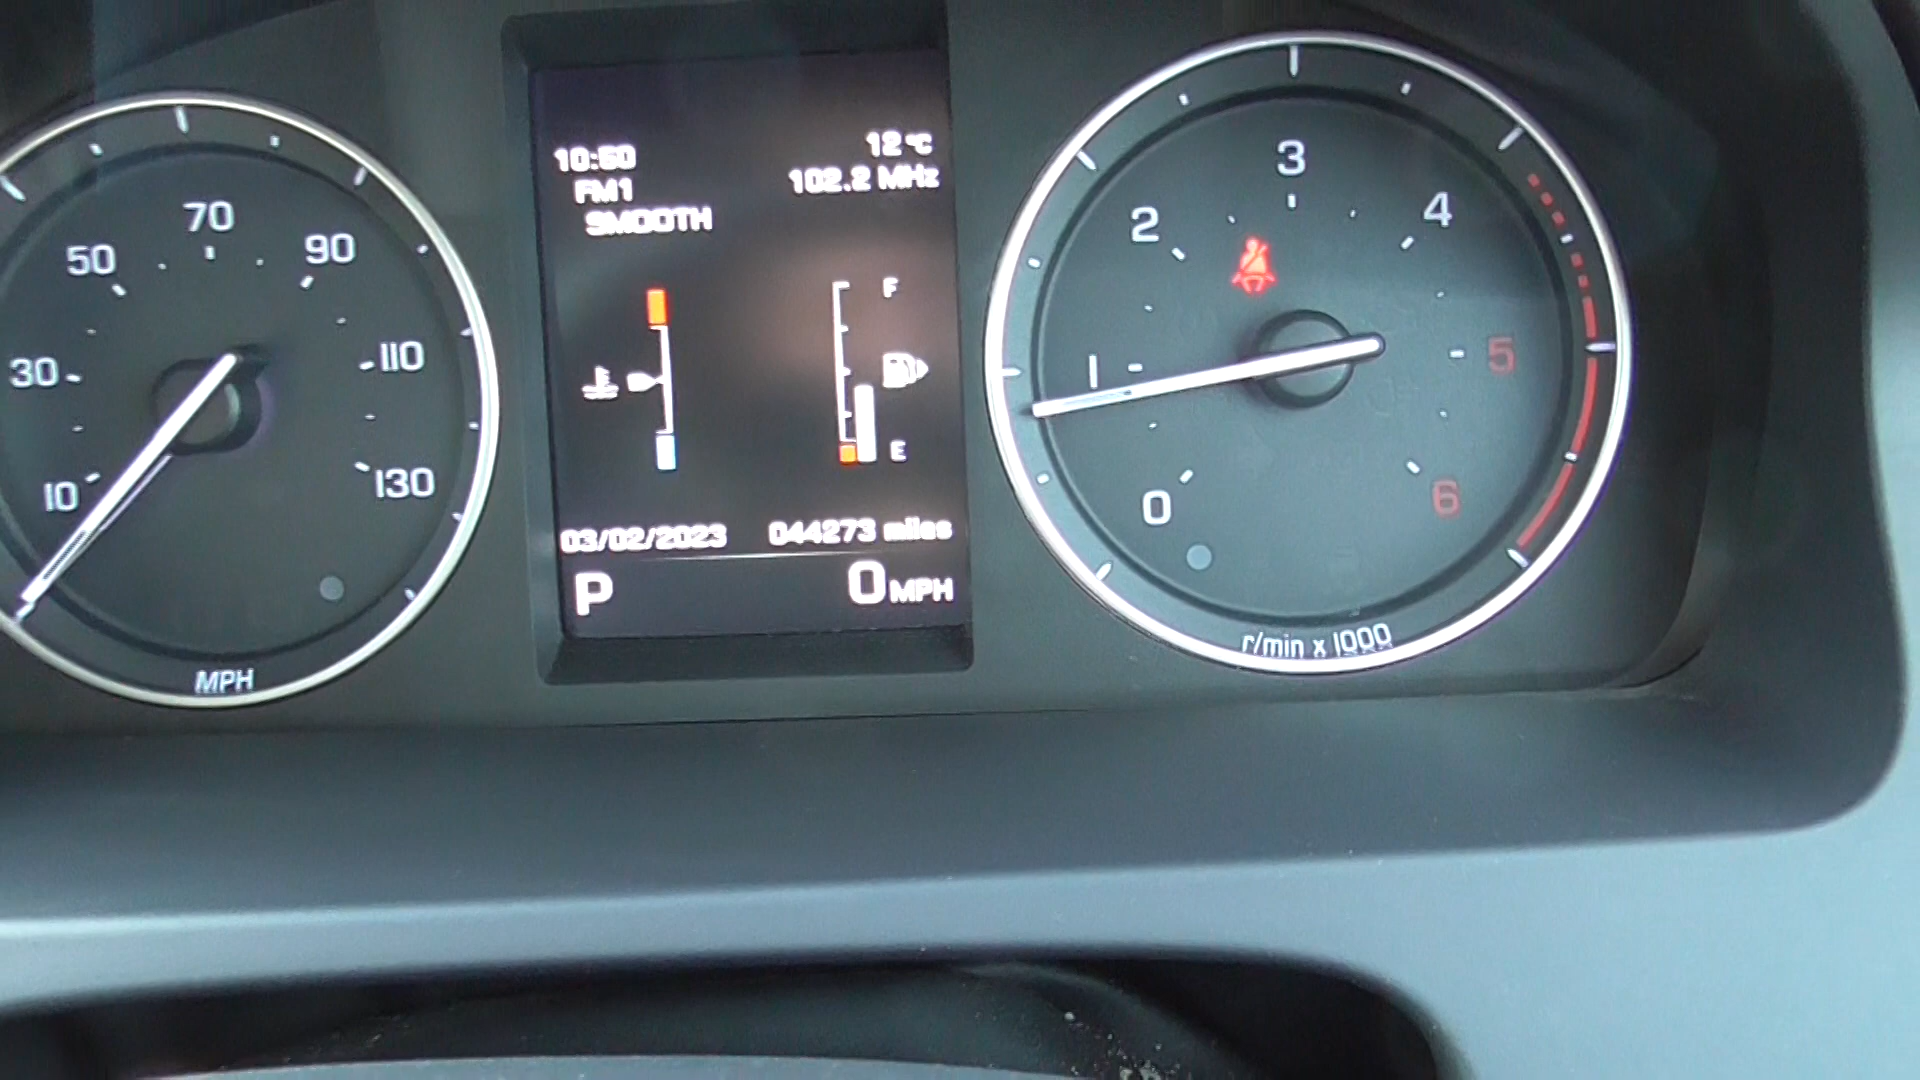 10 30 50 70 90 110 130
MPH
10:50 12°C
FM1 102.2 MHz
SMOOTH
F
E
03/02/2023 044273 miles
P 0 MPH
0 1 2 3 4 5 6
r/min x 1000